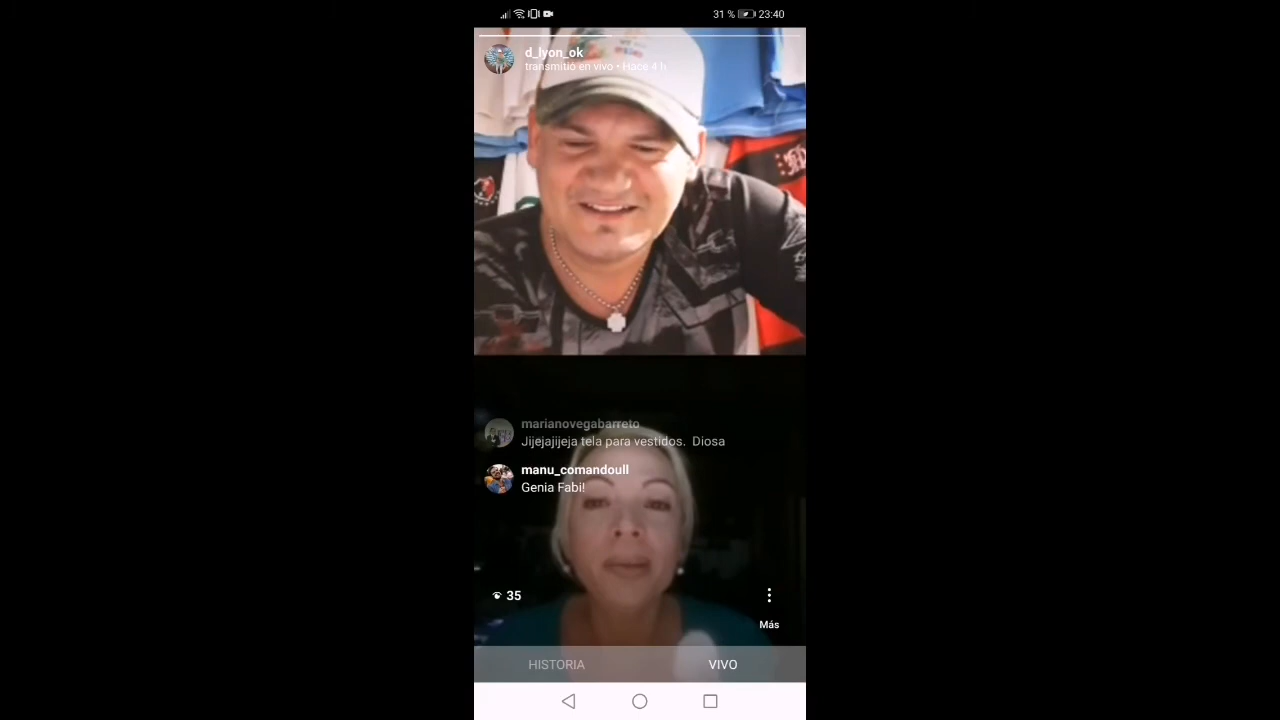 31 % 23:40
d_lyon_ok
transmitió en vivo • Hace 4 h
marianovegabarreto
Jijejajijeja tela para vestidos. Diosa
manu_comandoull
Genia Fabi!
35
Más
HISTORIA VIVO